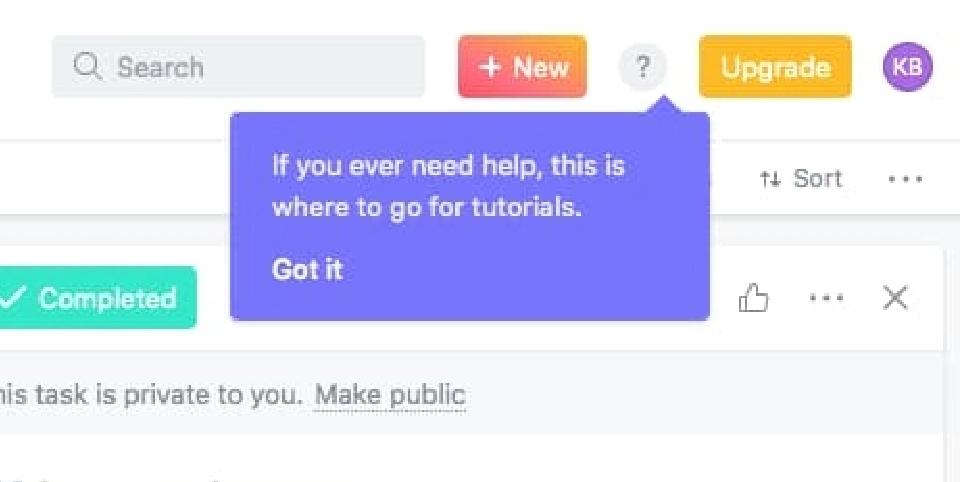 Search
+ New
?
Upgrade
KB
If you ever need help, this is
where to go for tutorials.
Got it
Sort
Completed
his task is private to you. Make public